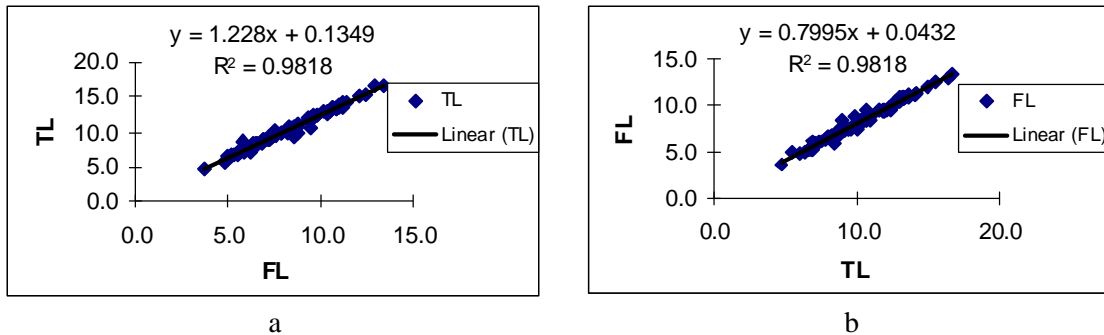 y = 1.228x + 0.1349
R² = 0.9818
20.0
15.0
10.0
5.0
0.0
TL
0.0 5.0 10.0 15.0
FL
TL
Linear (TL)
a
y = 0.7995x + 0.0432
R² = 0.9818
15.0
10.0
5.0
0.0
FL
0.0 10.0 20.0
TL
FL
Linear (FL)
b